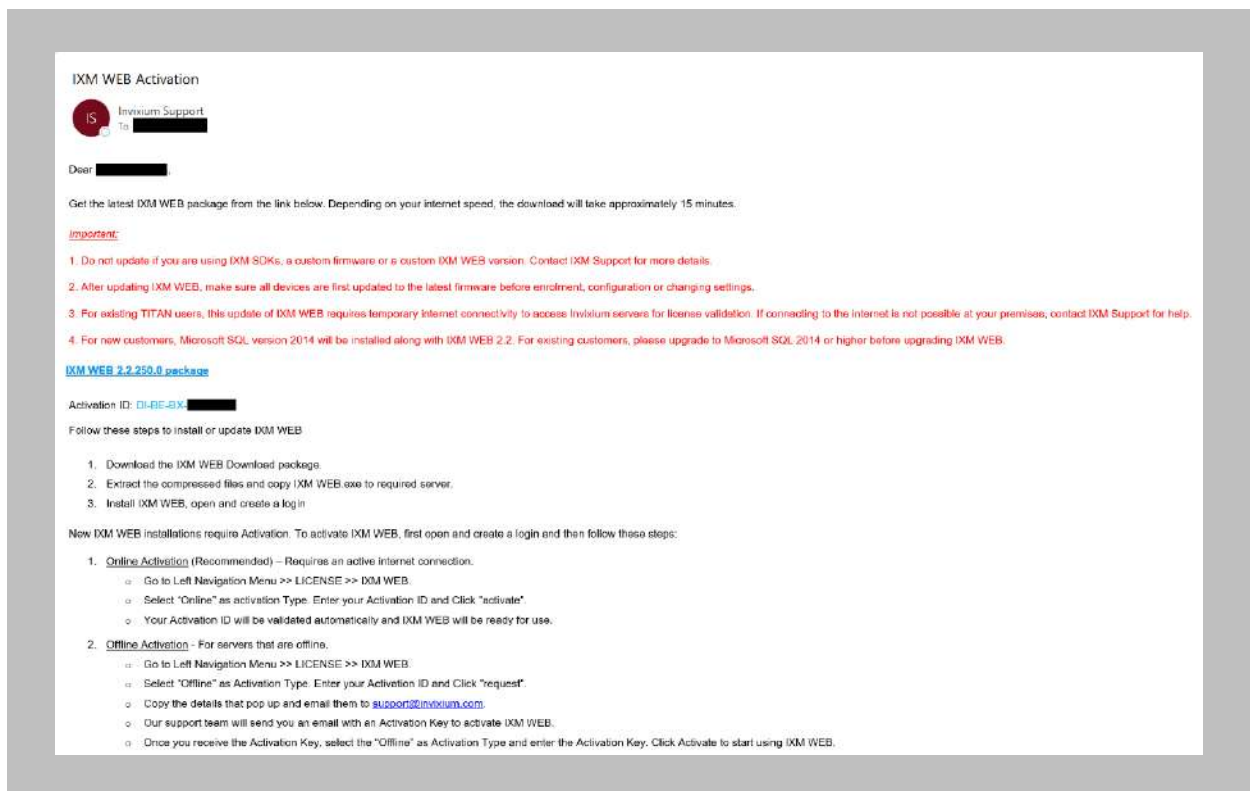 IXM WEB Activation
IS
Invixium Support
To
Dear ,
Get the latest IXM WEB package from the link below. Depending on your internet speed, the download will take approximately 15 minutes.
Important:
1. Do not update if you are using IXM SDKs, a custom firmware or a custom IXM WEB version. Contact IXM Support for more details.
2. After updating IXM WEB, make sure all devices are first updated to the latest firmware before enrolment, configuration or changing settings.
3. For existing TITAN users, this update of IXM WEB requires temporary internet connectivity to access Invixium servers for license validation. If connecting to the internet is not possible at your premises, contact IXM Support for help.
4. For new customers, Microsoft SQL version 2014 will be installed along with IXM WEB 2.2. For existing customers, please upgrade to Microsoft SQL 2014 or higher before upgrading IXM WEB.
IXM WEB 2.2.250.0 package
Activation ID: DI-BE-BX-
Follow these steps to install or update IXM WEB
1. Download the IXM WEB Download package.
2. Extract the compressed files and copy IXM WEB.exe to required server.
3. Install IXM WEB, open and create a login
New IXM WEB installations require Activation. To activate IXM WEB, first open and create a login and then follow these steps:
1. Online Activation (Recommended) – Requires an active internet connection.
o Go to Left Navigation Menu >> LICENSE >> IXM WEB.
o Select "Online" as activation Type. Enter your Activation ID and Click "activate".
o Your Activation ID will be validated automatically and IXM WEB will be ready for use.
2. Offline Activation - For servers that are offline.
o Go to Left Navigation Menu >> LICENSE >> IXM WEB.
o Select "Offline" as Activation Type. Enter your Activation ID and Click "request".
o Copy the details that pop up and email them to support@invixium.com.
o Our support team will send you an email with an Activation Key to activate IXM WEB.
o Once you receive the Activation Key, select the "Offline" as Activation Type and enter the Activation Key. Click Activate to start using IXM WEB.